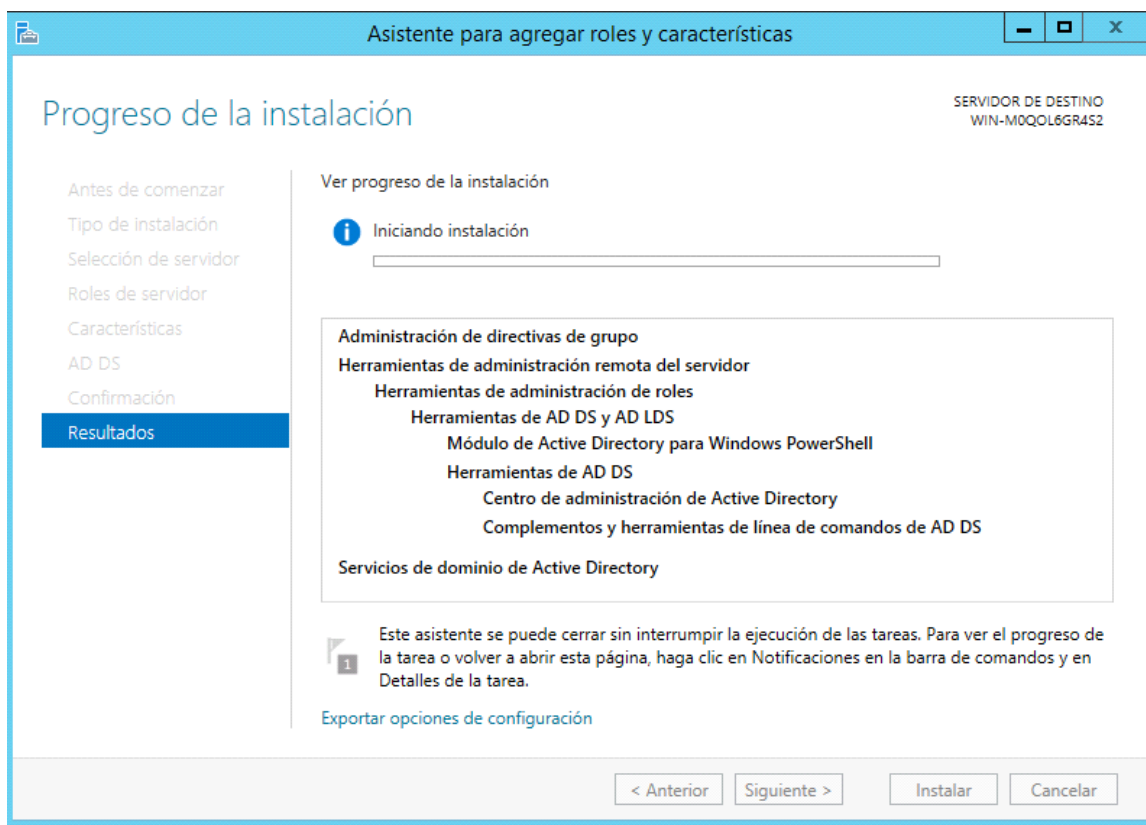 Asistente para agregar roles y características
Progreso de la instalación
SERVIDOR DE DESTINO
WIN-M0QOL6GR4S2
Antes de comenzar
Tipo de instalación
Selección de servidor
Roles de servidor
Características
AD DS
Confirmación
Resultados
Ver progreso de la instalación
Iniciando instalación
Administración de directivas de grupo
Herramientas de administración remota del servidor
Herramientas de administración de roles
Herramientas de AD DS y AD LDS
Módulo de Active Directory para Windows PowerShell
Herramientas de AD DS
Centro de administración de Active Directory
Complementos y herramientas de línea de comandos de AD DS
Servicios de dominio de Active Directory
1
Este asistente se puede cerrar sin interrumpir la ejecución de las tareas. Para ver el progreso de
la tarea o volver a abrir esta página, haga clic en Notificaciones en la barra de comandos y en
Detalles de la tarea.
Exportar opciones de configuración
< Anterior
Siguiente >
Instalar
Cancelar